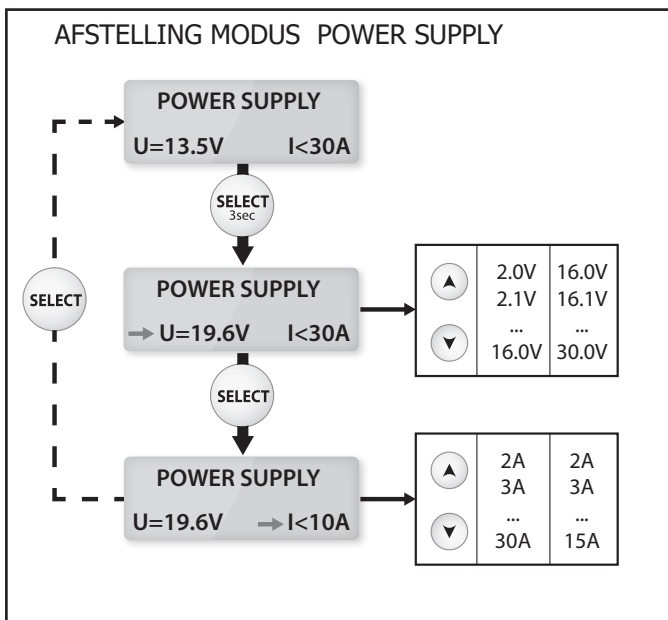 AFSTELLING MODUS POWER SUPPLY
POWER SUPPLY
U=13.5V I<30A
SELECT
3sec
SELECT
POWER SUPPLY
U=19.6V I<30A
2.0V 16.0V
2.1V 16.1V
... ...
16.0V 30.0V
SELECT
POWER SUPPLY
U=19.6V I<10A
2A 2A
3A 3A
... ...
30A 15A